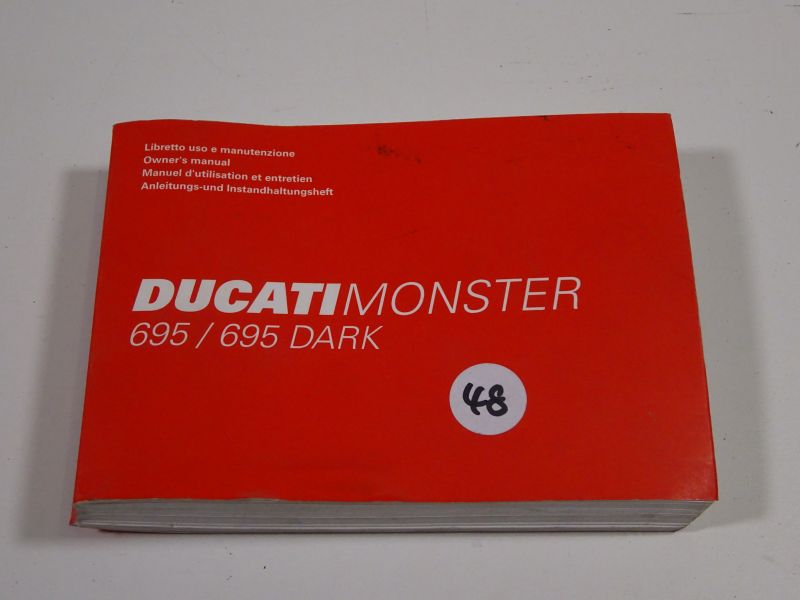 Libretto uso e manutenzione
Owner's manual
Manuel d'utilisation et entretien
Anleitungs-und Instandhaltungsheft
DUCATIMONSTER
695 / 695 DARK
48